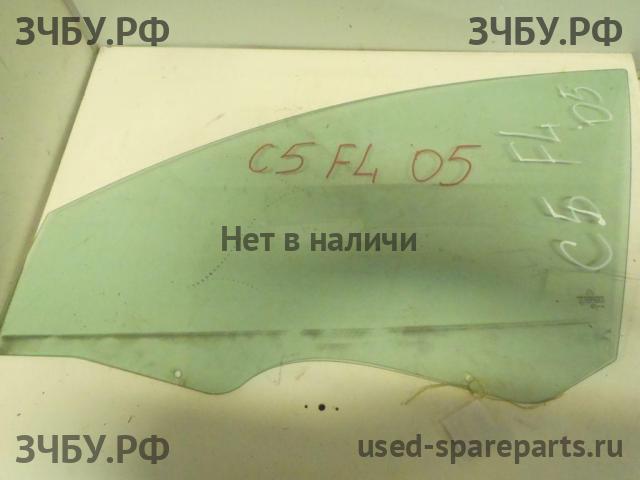 ЗЧБУ.РФ
ЗЧБУ.РФ
C5 FL 05
C5 FL 05
Нет в наличи
ЗЧБУ.РФ
used-spareparts.ru